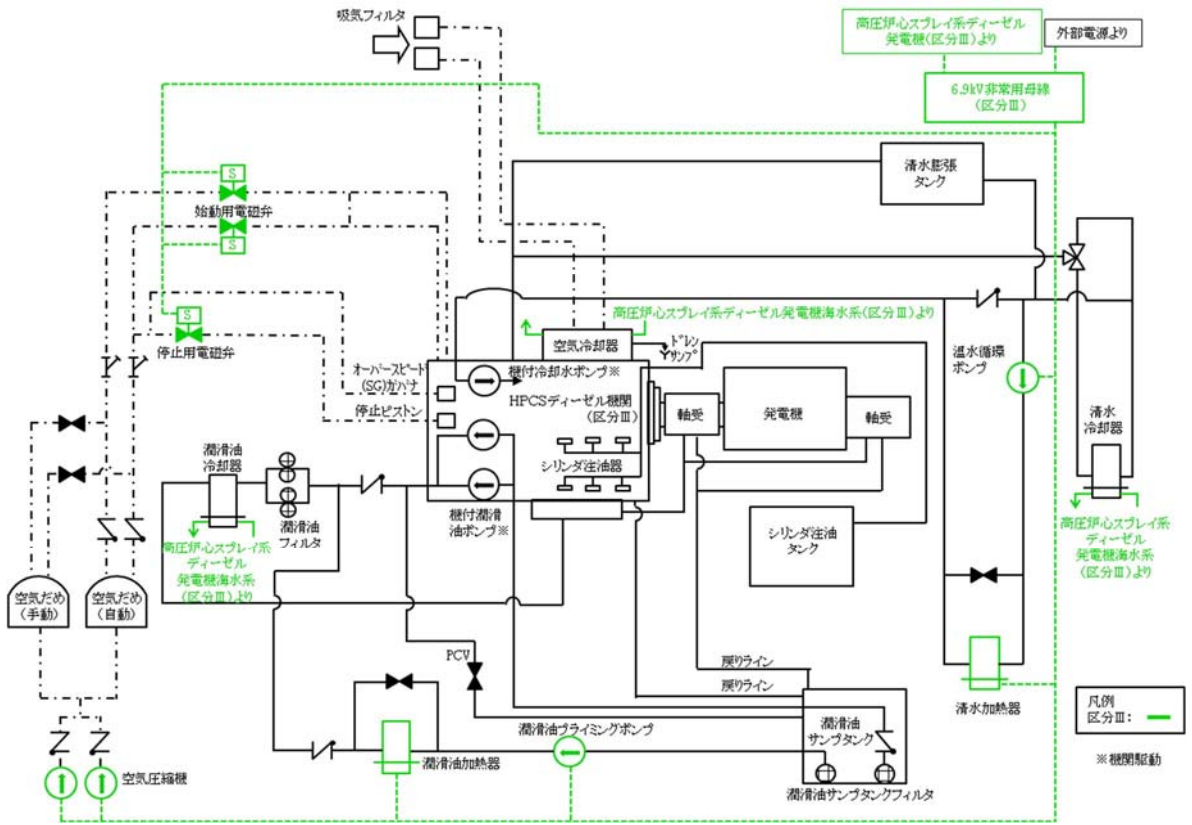 吸気フィルタ
高圧炉心スプレイ系ディーゼル
発電機(区分Ⅲ)より
外部電源より
6.9kV非常用母線
(区分Ⅲ)
清水膨張
タンク
S
始動用電磁弁
S
S
停止用電磁弁
高圧炉心スプレイ系ディーゼル発電機海水系(区分Ⅲ)より
空気冷却器
ドレン
サンプ
オーバースピード
(SG)ガバナ
機付冷却水ポンプ※
HPCSディーゼル機関
(区分Ⅲ)
停止ピストン
軸受
発電機
軸受
温水循環
ポンプ
清水
冷却器
潤滑油
冷却器
シリンダ注油器
潤滑油
フィルタ
機付潤滑
油ポンプ※
シリンダ注油
タンク
高圧炉心スプレイ系
ディーゼル
発電機海水系
(区分Ⅲ)より
高圧炉心スプレイ系
ディーゼル
発電機海水系
(区分Ⅲ)より
空気だめ
(手動)
空気だめ
(自動)
PCV
戻りライン
戻りライン
清水加熱器
凡例
区分Ⅲ:
潤滑油プライミングポンプ
潤滑油
サンプタンク
※機関駆動
空気圧縮機
潤滑油加熱器
潤滑油サンプタンクフィルタ